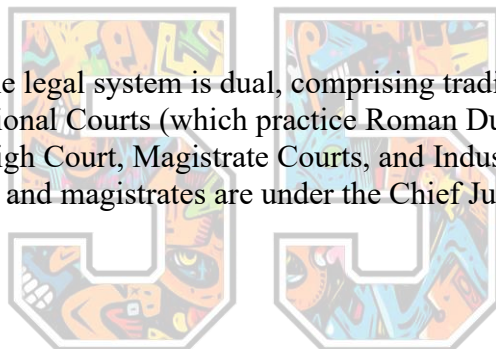 legal system is dual, comprising
Courts (which practice Roman
Court, Magistrate Courts, and
and magistrates are under the Chief
55